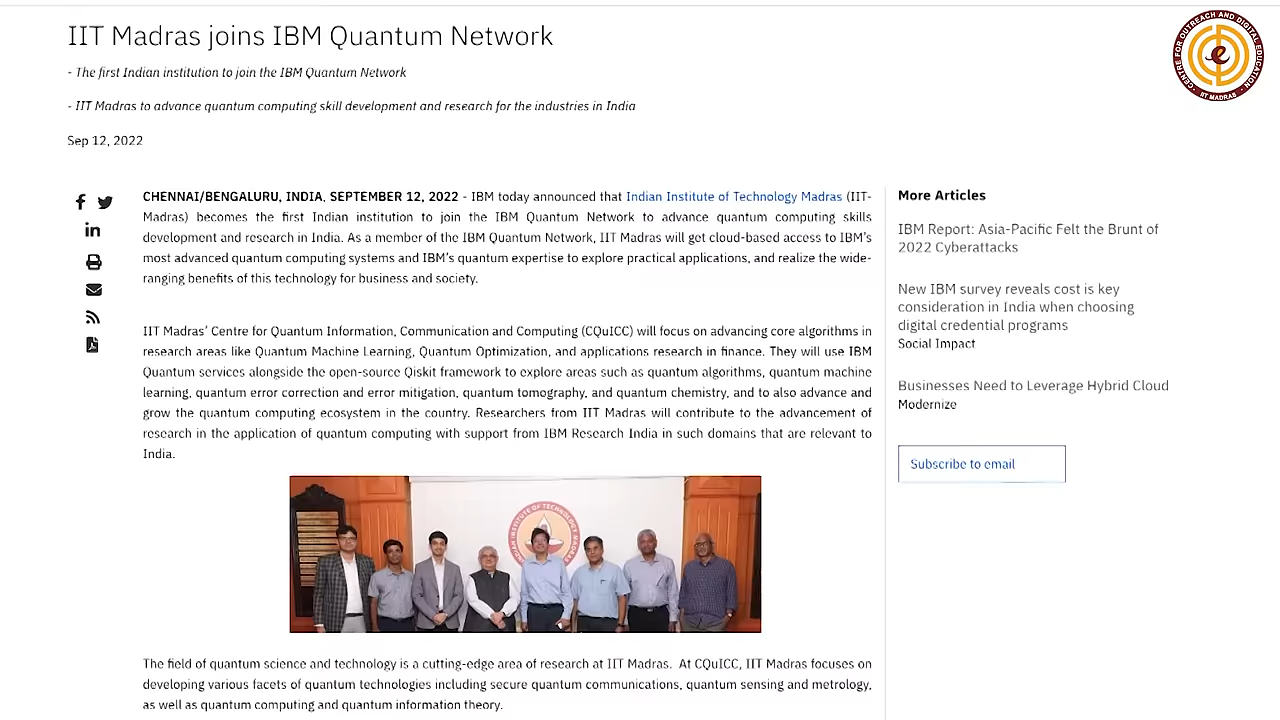 IIT Madras joins IBM Quantum Network
- The first Indian institution to join the IBM Quantum Network
- IIT Madras to advance quantum computing skill development and research for the industries in India
Sep 12, 2022
CHENNAI/BENGALURU, INDIA, SEPTEMBER 12, 2022 - IBM today announced that Indian Institute of Technology Madras (IIT-
Madras) becomes the first Indian institution to join the IBM Quantum Network to advance quantum computing skills
development and research in India. As a member of the IBM Quantum Network, IIT Madras will get cloud-based access to IBM's
most advanced quantum computing systems and IBM's quantum expertise to explore practical applications, and realize the wide-
ranging benefits of this technology for business and society.
IIT Madras' Centre for Quantum Information, Communication and Computing (CQuICC) will focus on advancing core algorithms in
research areas like Quantum Machine Learning, Quantum Optimization, and applications research in finance. They will use IBM
Quantum services alongside the open-source Qiskit framework to explore areas such as quantum algorithms, quantum machine
learning, quantum error correction and error mitigation, quantum tomography, and quantum chemistry, and to also advance and
grow the quantum computing ecosystem in the country. Researchers from IIT Madras will contribute to the advancement of
research in the application of quantum computing with support from IBM Research India in such domains that are relevant to
India.
INDIAN INSTITUTE OF TECHNOLOGY MADRAS
The field of quantum science and technology is a cutting-edge area of research at IIT Madras. At CQuICC, IIT Madras focuses on
developing various facets of quantum technologies including secure quantum communications, quantum sensing and metrology,
as well as quantum computing and quantum information theory.
More Articles
IBM Report: Asia-Pacific Felt the Brunt of
2022 Cyberattacks
New IBM survey reveals cost is key
consideration in India when choosing
digital credential programs
Social Impact
Businesses Need to Leverage Hybrid Cloud
Modernize
Subscribe to email
CENTRE FOR OUTREACH AND DIGITAL EDUCATION
IIT MADRAS